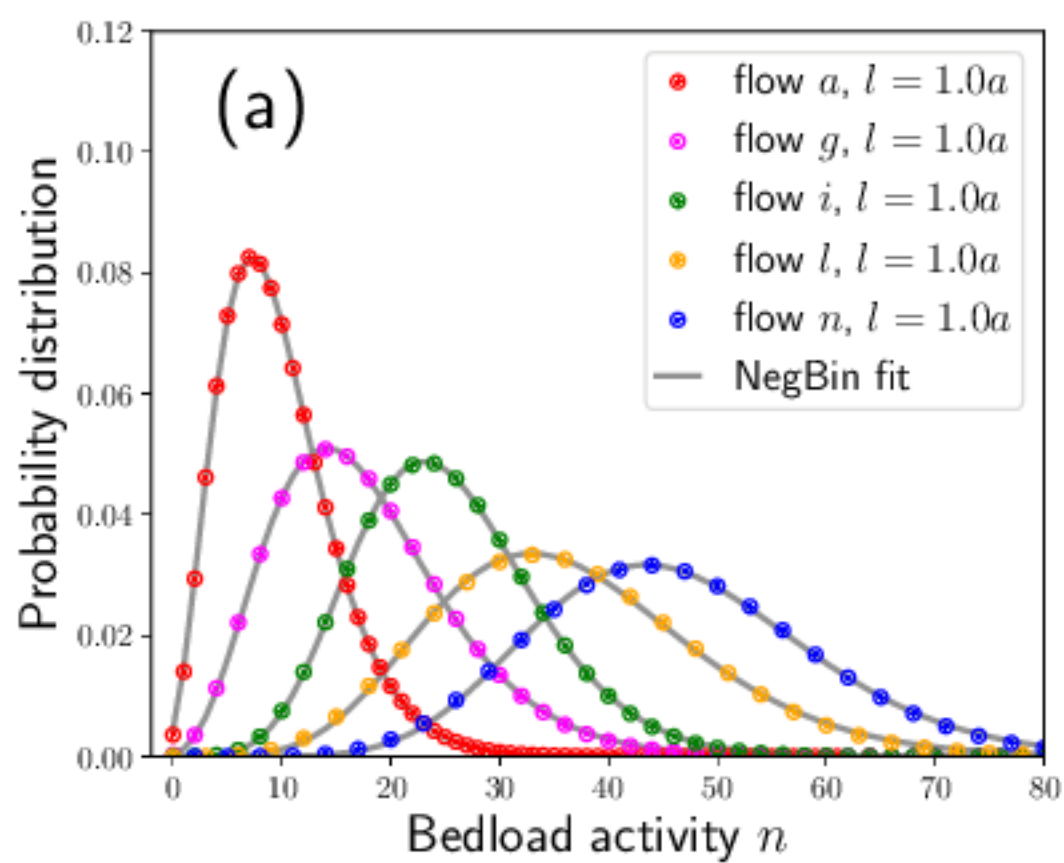 0.12
0.10
0.08
0.06
0.04
0.02
0.00
Probability distribution
(a)
flow a, l = 1.0a
flow g, l = 1.0a
flow i, l = 1.0a
flow l, l = 1.0a
flow n, l = 1.0a
NegBin fit
0 10 20 30 40 50 60 70 80
Bedload activity n